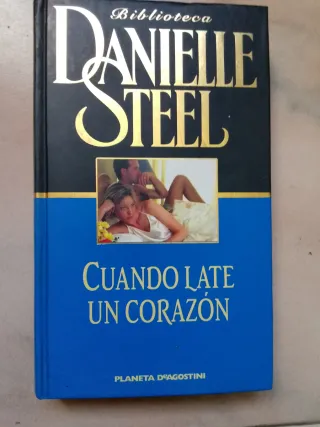 Biblioteca
DANIELLE
STEEL
CUANDO LATE
UN CORAZÓN
PLANETA DEAGOSTINI